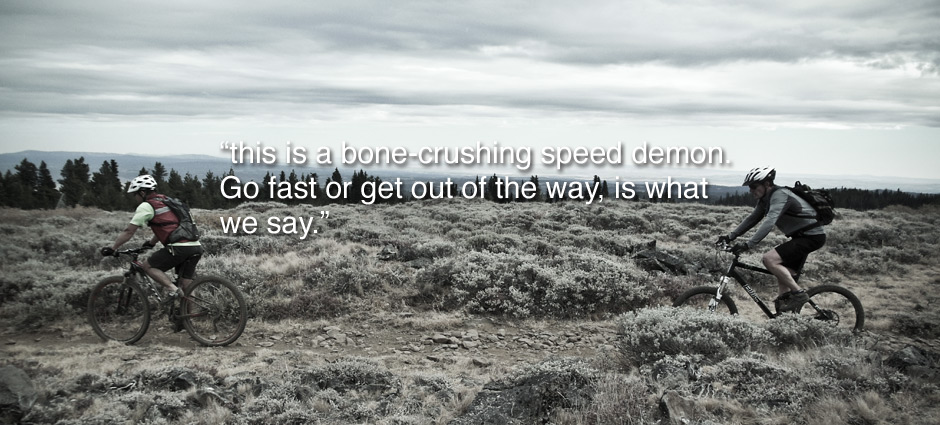 “this is a bone-crushing speed demon.
Go fast or get out of the way, is what
we say.”